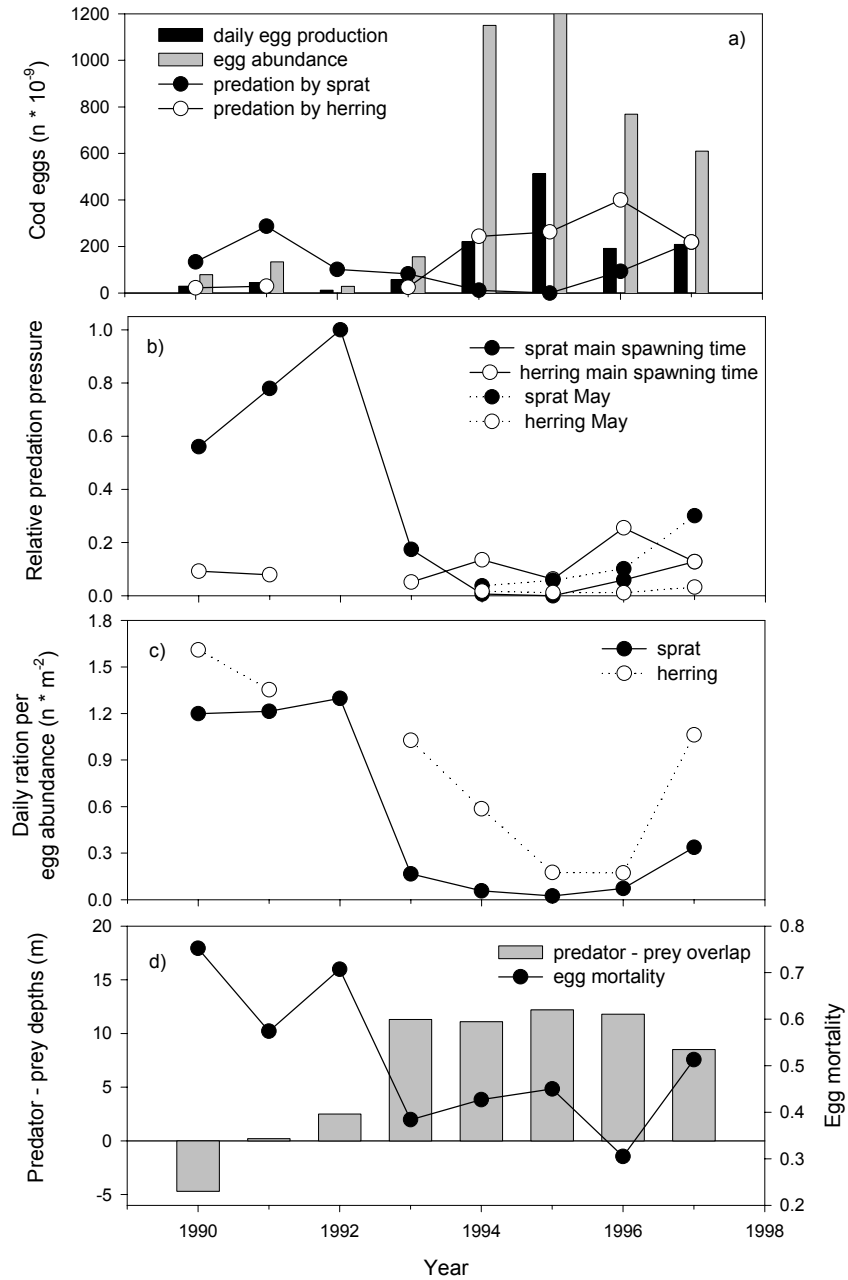 daily egg production
egg abundance
predation by sprat
predation by herring
a)
Cod eggs (n * 10⁻⁹)
1200
1000
800
600
400
200
0
b)
sprat main spawning time
herring main spawning time
sprat May
herring May
Relative predation pressure
1.0
0.8
0.6
0.4
0.2
0.0
c)
sprat
herring
Daily ration per
egg abundance (n * m⁻²)
1.8
1.5
1.2
0.9
0.6
0.3
0.0
d)
predator - prey overlap
egg mortality
Predator - prey depths (m)
20
15
10
5
0
-5
Egg mortality
0.8
0.7
0.6
0.5
0.4
0.3
0.2
1990 1992 1994 1996 1998
Year